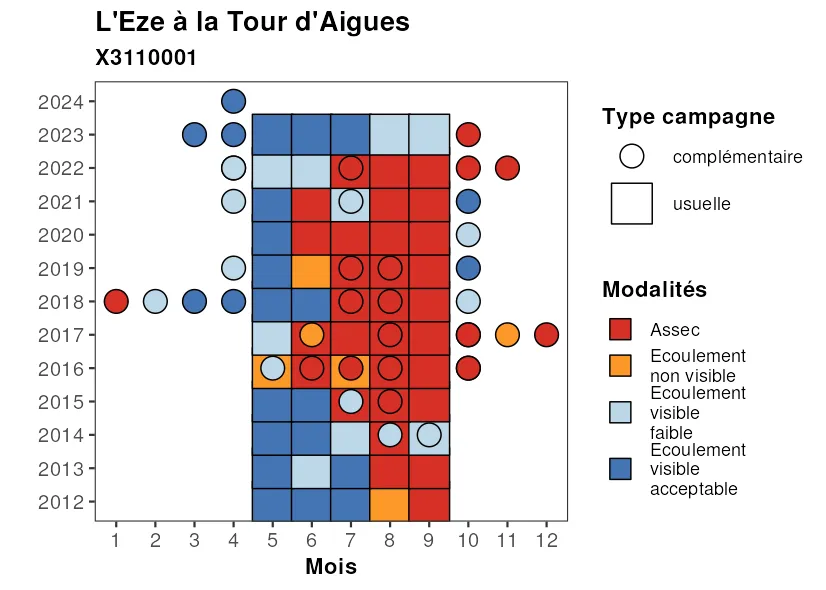 L'Eze à la Tour d'Aigues
X3110001
2024
2023
2022
2021
2020
2019
2018
2017
2016
2015
2014
2013
2012
1 2 3 4 5 6 7 8 9 10 11 12
Mois
Type campagne
complémentaire
usuelle
Modalités
Assec
Ecoulement
non visible
Ecoulement
visible
faible
Ecoulement
visible
acceptable